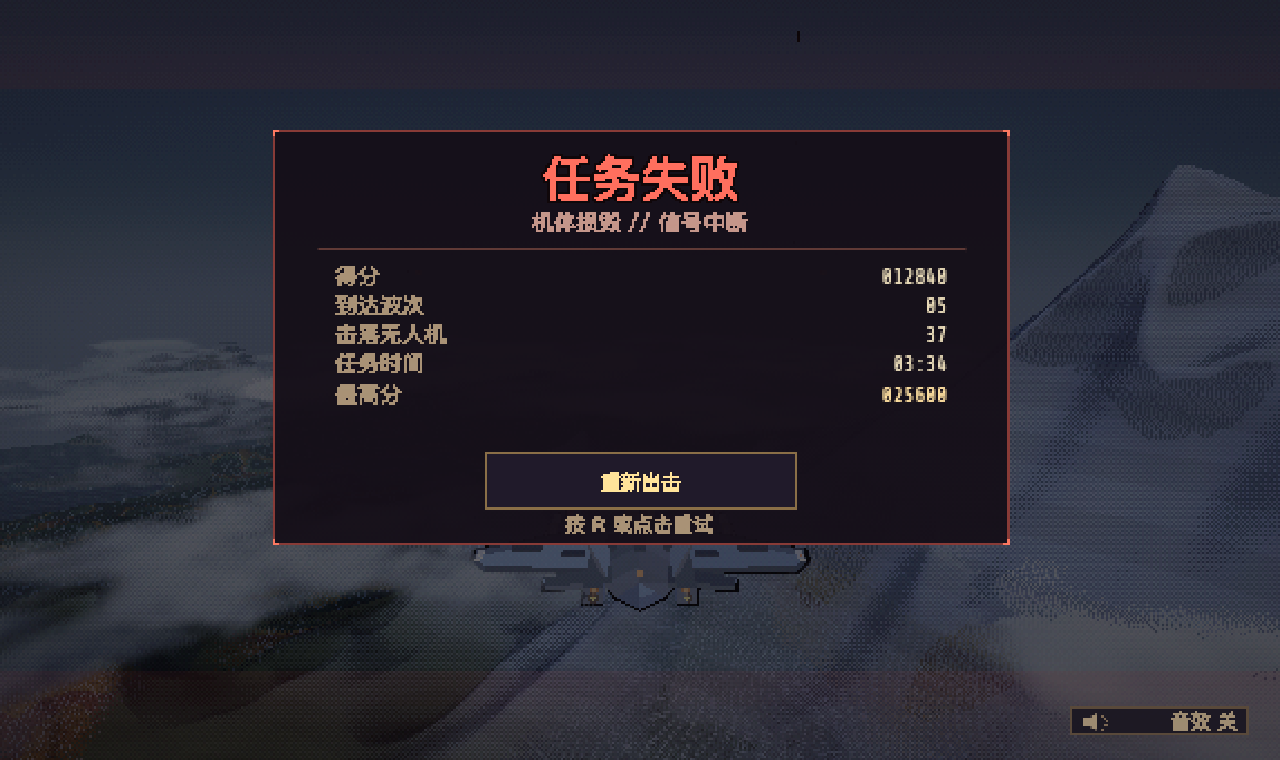 任务失败
机体损毁 // 信号中断
得分 012840
到达波次 05
击落无人机 37
任务时间 03:34
最高分 025600
重新出击
按 R 或点击重试
音效 关